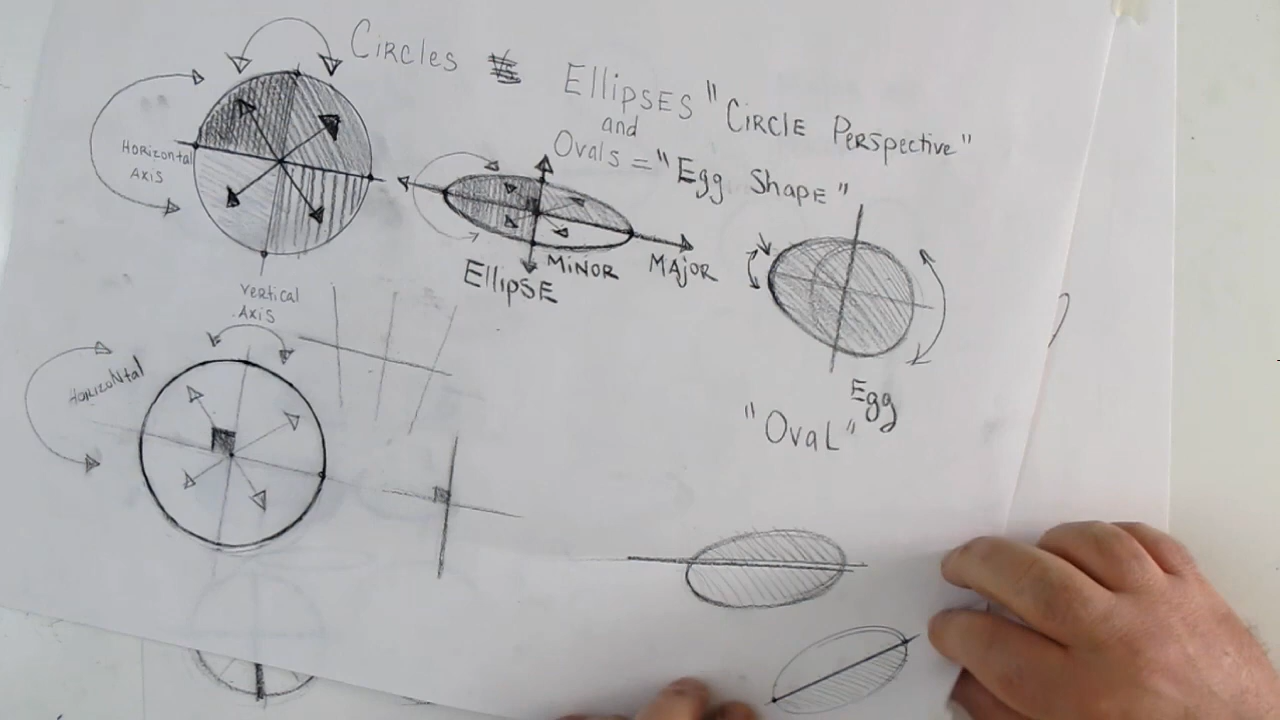 CIRCLES
ELLIPSES "CIRCLE PERSPECTIVE"
and
Ovals = "EGG SHAPE"
HORIZONTAL
AXIS
MINOR
MAJOR
ELLIPSE
VERTICAL
AXIS
HORIZONTAL
EGG
"OVAL"